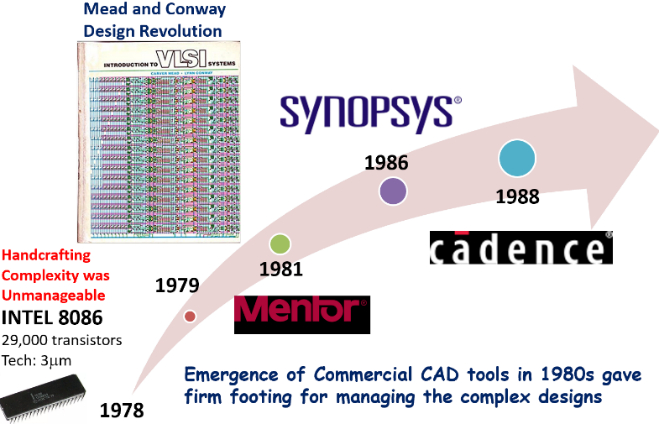 Mead and Conway
Design Revolution
INTRODUCTION TO VLSI SYSTEMS
CARVER MEAD • LYNN CONWAY
SYNOPSYS®
1986
1988
cādence®
Handcrafting
Complexity was
Unmanageable
1979
1981
Mentor
INTEL 8086
29,000 transistors
Tech: 3μm
1978
Emergence of Commercial CAD tools in 1980s gave
firm footing for managing the complex designs